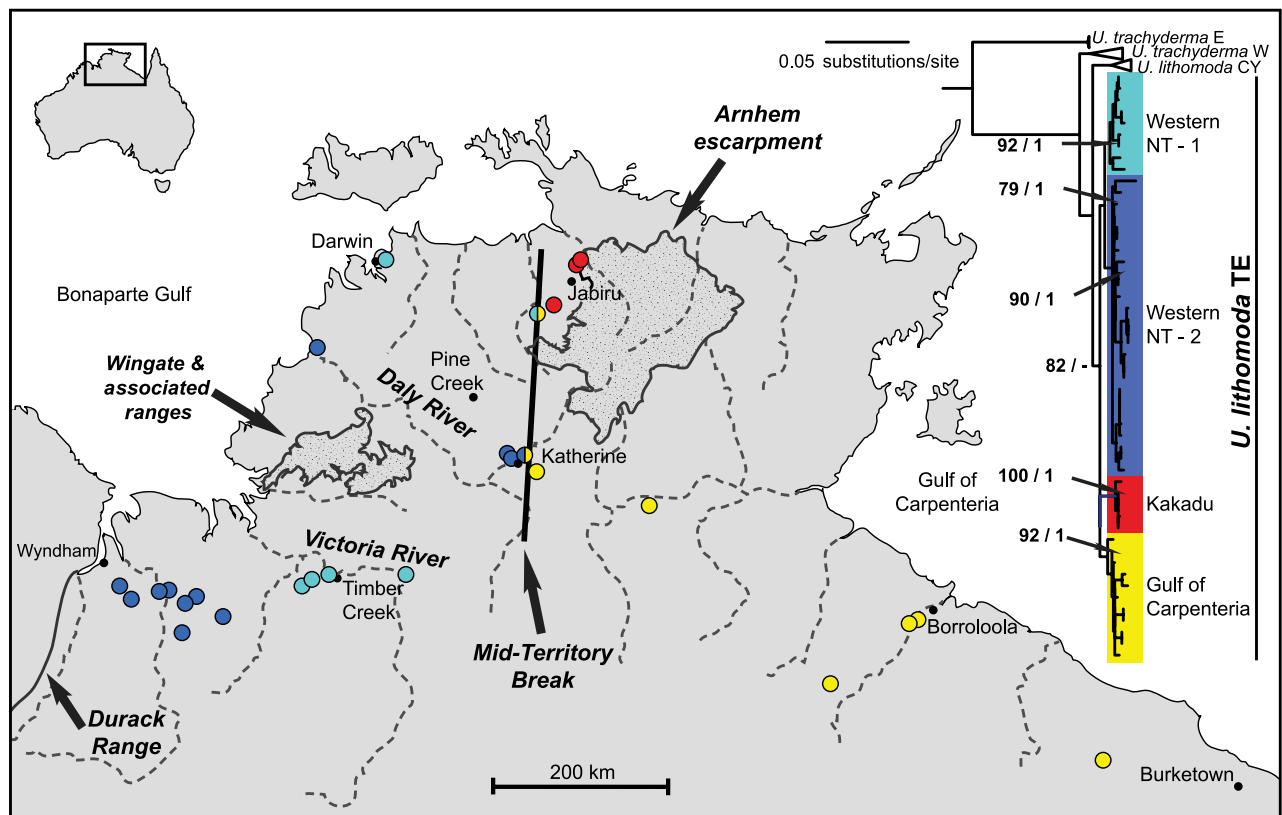 U. trachyderma E
U. trachyderma W
U. lithomoda CY
0.05 substitutions/site
Arnhem
escarpment
Western
NT - 1
92 / 1
79 / 1
Darwin
Bonaparte Gulf
Jabiru
90 / 1
Western
NT - 2
U. lithomoda TE
Wingate &
associated
ranges
Pine
Creek
Daly River
82 / -
Katherine
Gulf of
Carpenteria
100 / 1
Kakadu
Wyndham
Victoria River
92 / 1
Timber
Creek
Gulf of
Carpenteria
Borroloola
Mid-Territory
Break
Durack
Range
200 km
Burketown